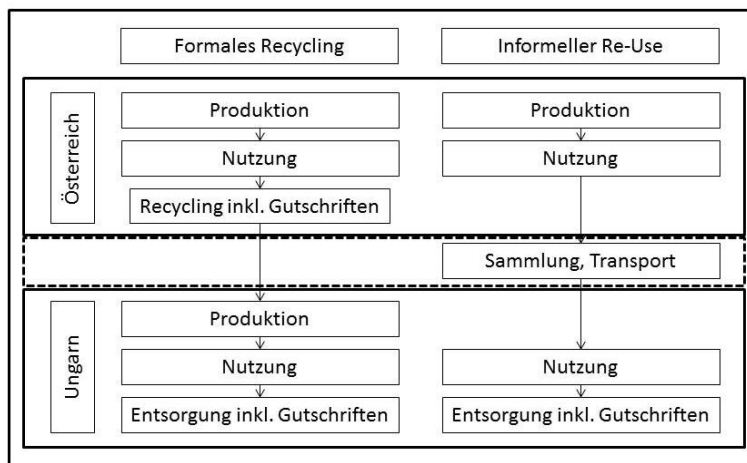 Formales Recycling
Informeller Re-Use
Österreich
Produktion
Nutzung
Recycling inkl. Gutschriften
Produktion
Nutzung
Sammlung, Transport
Ungarn
Produktion
Nutzung
Entsorgung inkl. Gutschriften
Nutzung
Entsorgung inkl. Gutschriften